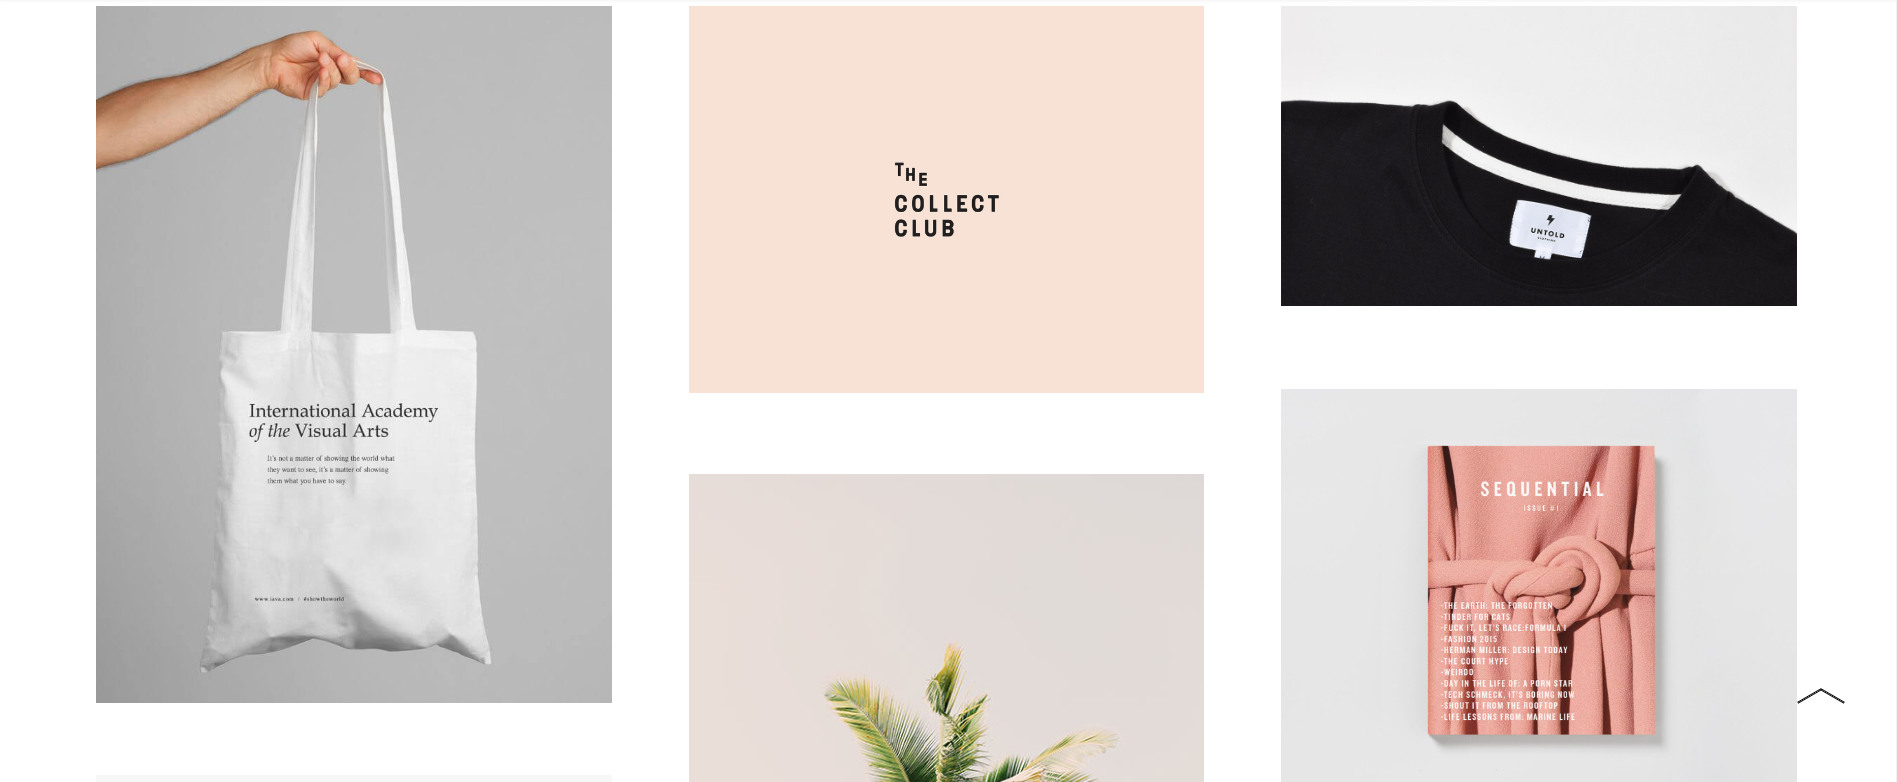 International Academy
of the Visual Arts
It's not a matter of showing the world what
they want to see, it's a matter of showing
them what you have to say.
www.iava.com | #showtheworld
THE
COLLECT
CLUB
UNTOLD
CLOTHING
SEQUENTIAL
ISSUE 01
-THE EARTH: THE FORGOTTEN
-TINDER FOR CATS
-FUCK IT, LET'S RACE:FORMULA 1
-FASHION 2015
-HERMAN MILLER: DESIGN TODAY
-THE COURT HYPE
-WEIRDO
-DAY IN THE LIFE OF: A PORN STAR
-TECH SCHMECK, IT'S BORING NOW
-SHOUT IT FROM THE ROOFTOP
-LIFE LESSONS FROM: MARINE LIFE